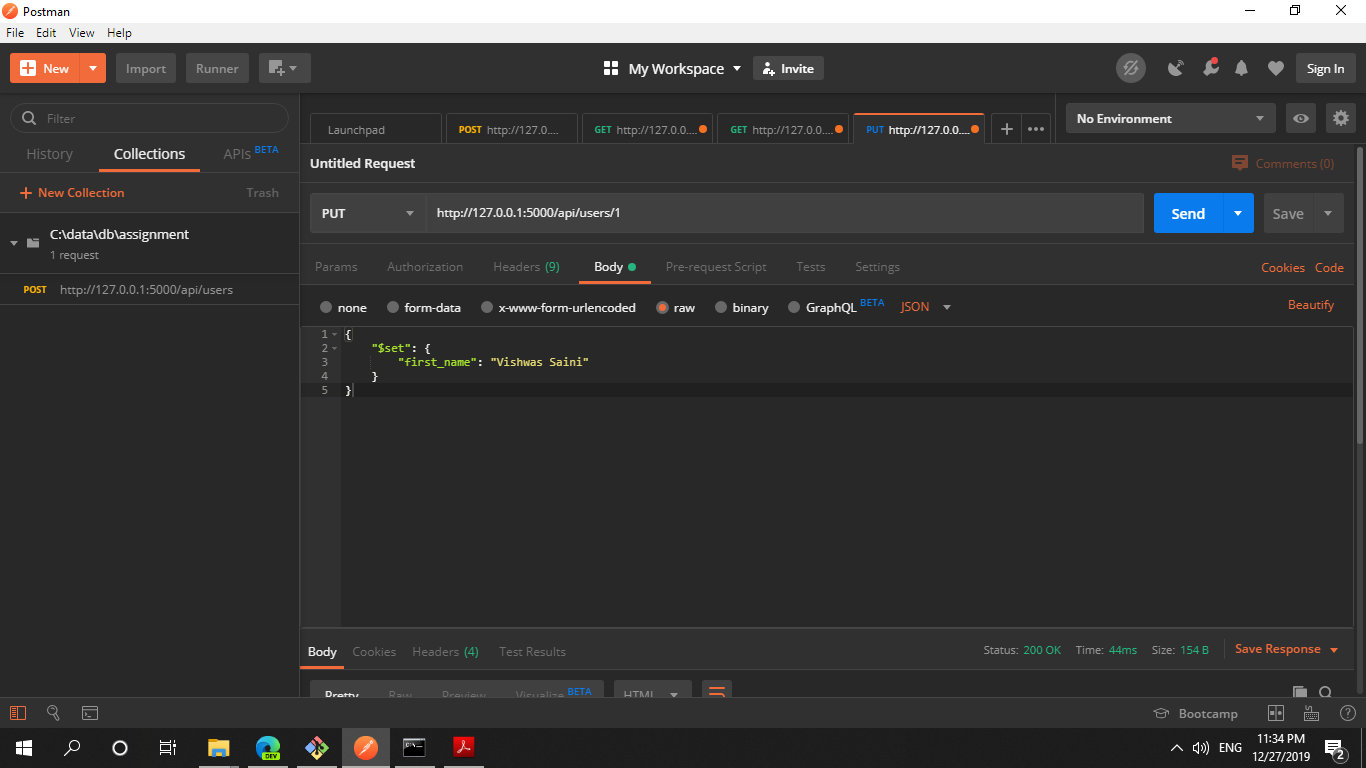 Postman
File Edit View Help
New Import Runner My Workspace Invite Sign In
Filter
History Collections APIs BETA
New Collection Trash
C:\data\db\assignment
1 request
POST http://127.0.0.1:5000/api/users
Launchpad POST http://127.0.... GET http://127.0.0.... GET http://127.0.0.... PUT http://127.0.0....
No Environment
Untitled Request Comments (0)
PUT http://127.0.0.1:5000/api/users/1 Send Save
Params Authorization Headers (9) Body Pre-request Script Tests Settings Cookies Code
none form-data x-www-form-urlencoded raw binary GraphQL BETA JSON Beautify
1 {
2 "$set": {
3 "first_name": "Vishwas Saini"
4 }
5 }
Body Cookies Headers (4) Test Results Status: 200 OK Time: 44ms Size: 154 B Save Response
Pretty Raw Preview Visualize BETA HTML
Bootcamp
DEV
ENG 11:34 PM
12/27/2019 2